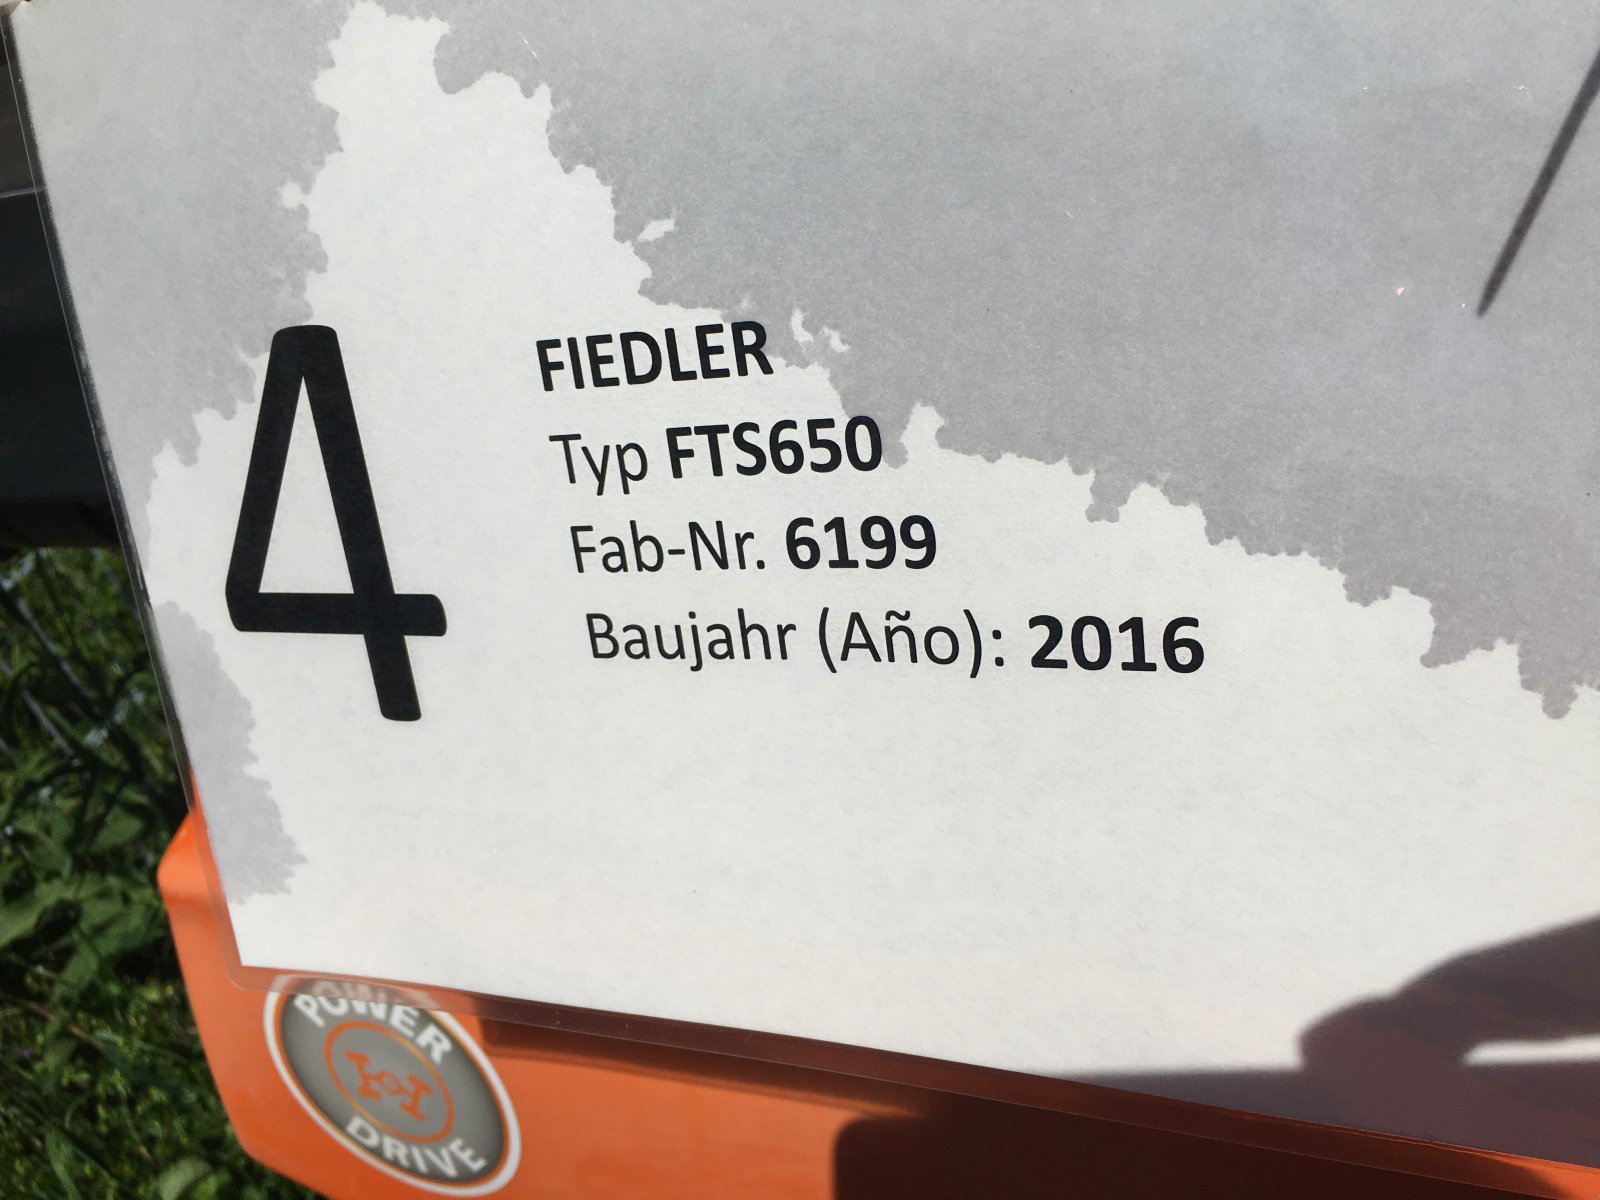 4
FIEDLER
Typ FTS650
Fab-Nr. 6199
Baujahr (Año): 2016
POWER
DRIVE